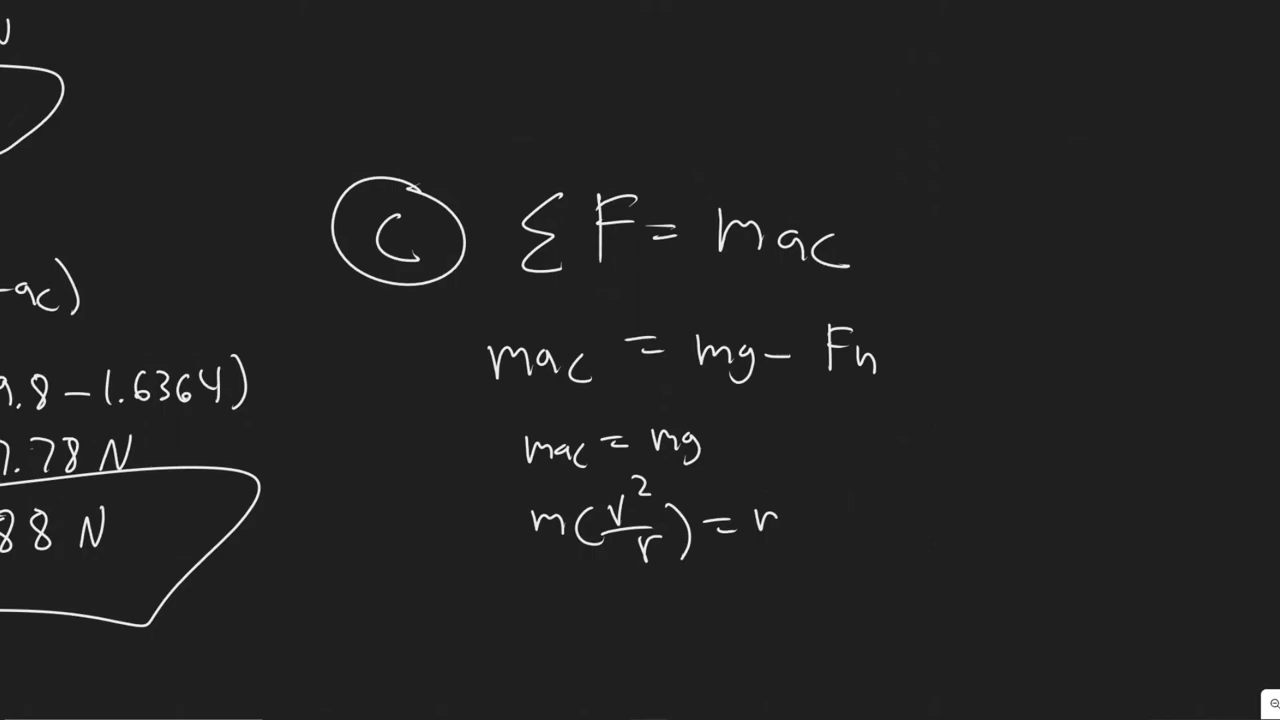 N
C ΣF = mac
-ac)
mac = mg - Fn
9.8 - 1.6364)
mac = mg
7.78 N
m(v²/r) = r
88 N